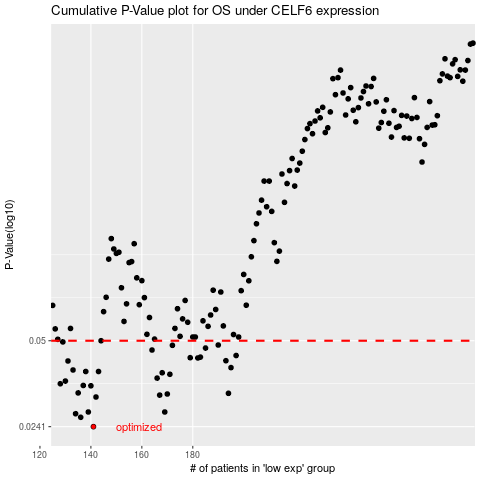 Cumulative P-Value plot for OS under CELF6 expression
P-Value(log10)
0.05
0.0241
optimized
120 140 160 180
# of patients in 'low exp' group